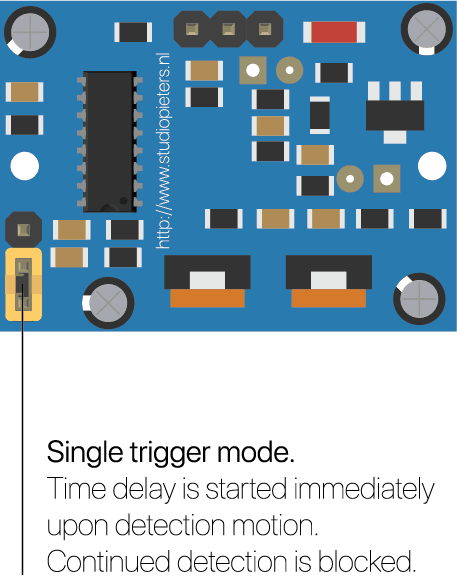 http://www.studiopieters.nl
Single trigger mode.
Time delay is started immediately
upon detection motion.
Continued detection is blocked.